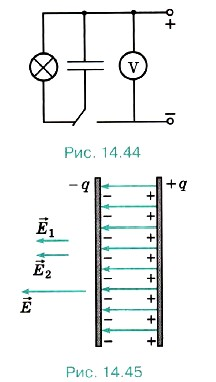 +
V
−
Рис. 14.44
−q +q
E⃗₁
E⃗₂
E⃗
− +
− +
− +
− +
− +
− +
− +
− +
Рис. 14.45